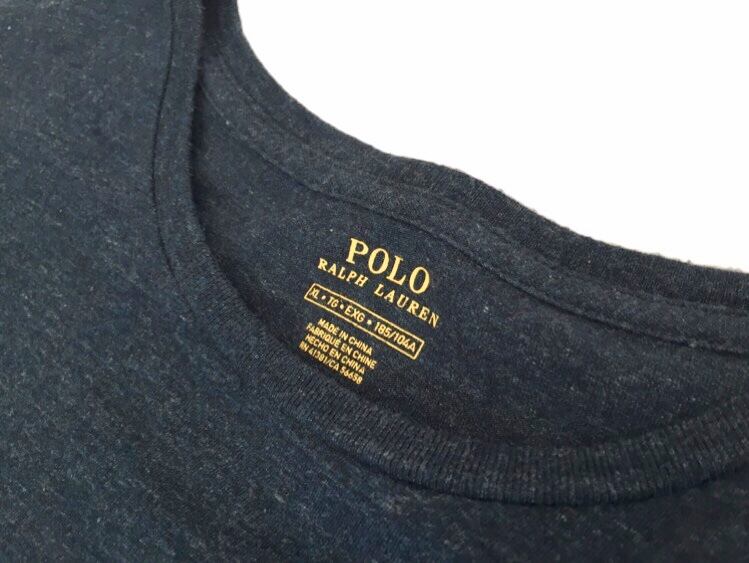 POLO
RALPH LAUREN
XL • TG • EXG • 185/104A
MADE IN CHINA
FABRIQUÉ EN CHINE
HECHO EN CHINA
RN 41381/CA 56658